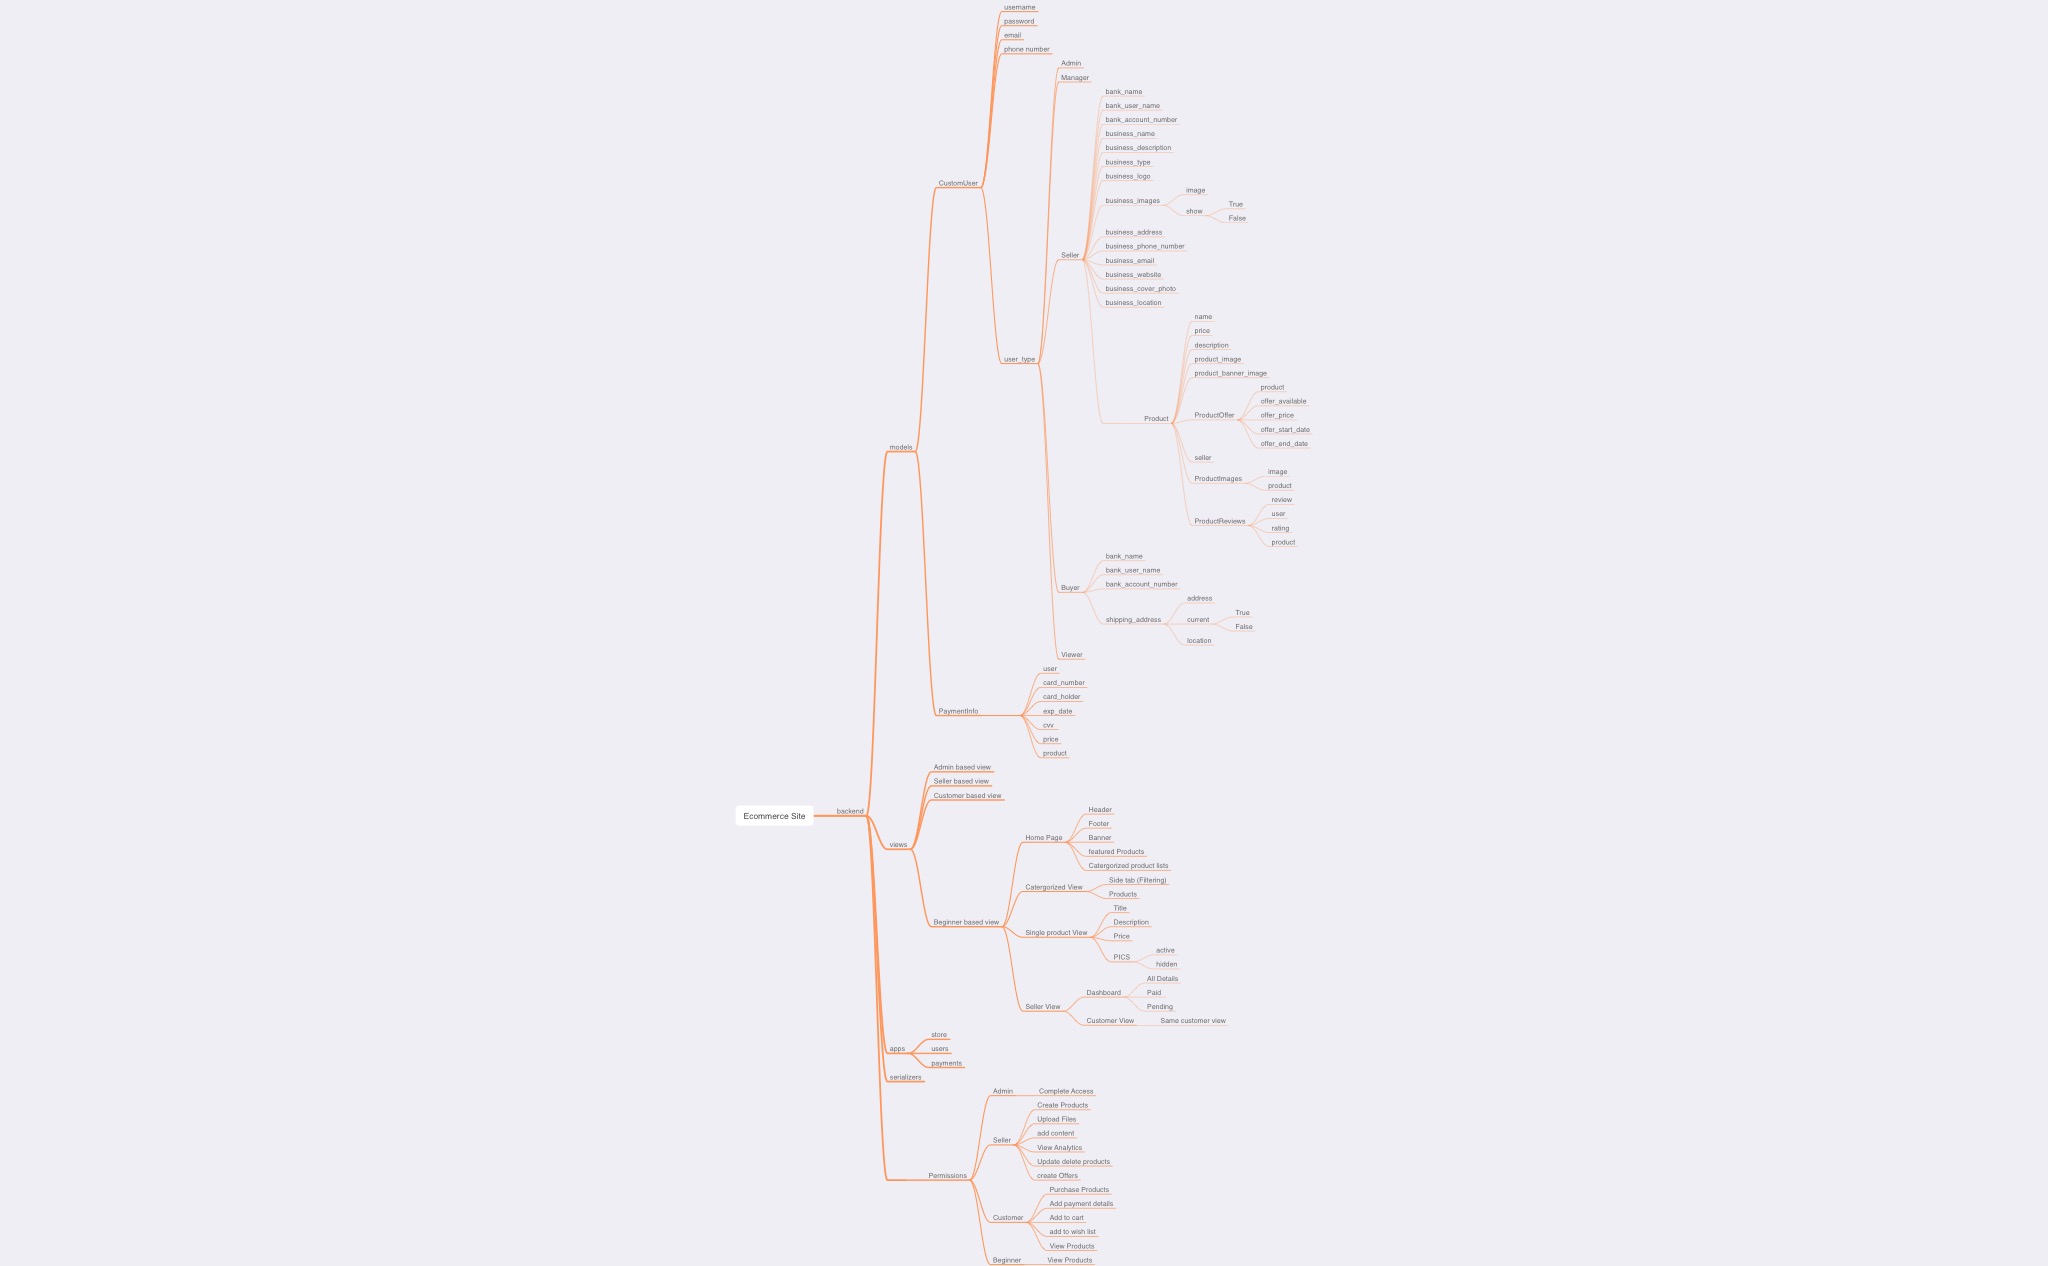 Ecommerce Site
backend
models
CustomUser
username
password
email
phone number
user_type
Admin
Manager
Seller
bank_name
bank_user_name
bank_account_number
business_name
business_description
business_type
business_logo
business_images
image
show
True
False
business_address
business_phone_number
business_email
business_website
business_cover_photo
business_location
Product
name
price
description
product_image
product_banner_image
ProductOffer
product
offer_available
offer_price
offer_start_date
offer_end_date
seller
ProductImages
image
product
ProductReviews
review
user
rating
product
Buyer
bank_name
bank_user_name
bank_account_number
shipping_address
address
current
True
False
location
Viewer
PaymentInfo
user
card_number
card_holder
exp_date
cvv
price
product
views
Admin based view
Seller based view
Customer based view
Beginner based view
Home Page
Header
Footer
Banner
featured Products
Catergorized product lists
Catergorized View
Side tab (Filtering)
Products
Single product View
Title
Description
Price
PICS
active
hidden
Seller View
Dashboard
All Details
Paid
Pending
Customer View
Same customer view
apps
store
users
payments
serializers
Permissions
Admin
Complete Access
Seller
Create Products
Upload Files
add content
View Analytics
Update delete products
create Offers
Customer
Purchase Products
Add payment details
Add to cart
add to wish list
View Products
Beginner
View Products